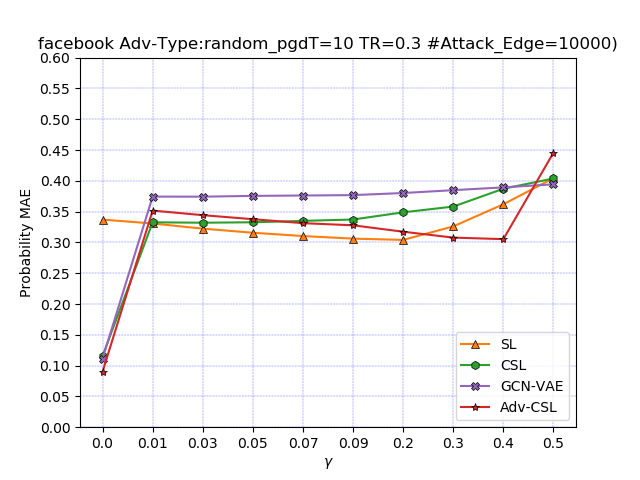 facebook Adv-Type:random_pgdT=10 TR=0.3 #Attack_Edge=10000)
0.60
0.55
0.50
0.45
0.40
0.35
0.30
0.25
0.20
0.15
0.10
0.05
0.00
Probability MAE
SL
CSL
GCN-VAE
Adv-CSL
0.0 0.01 0.03 0.05 0.07 0.09 0.2 0.3 0.4 0.5
γ